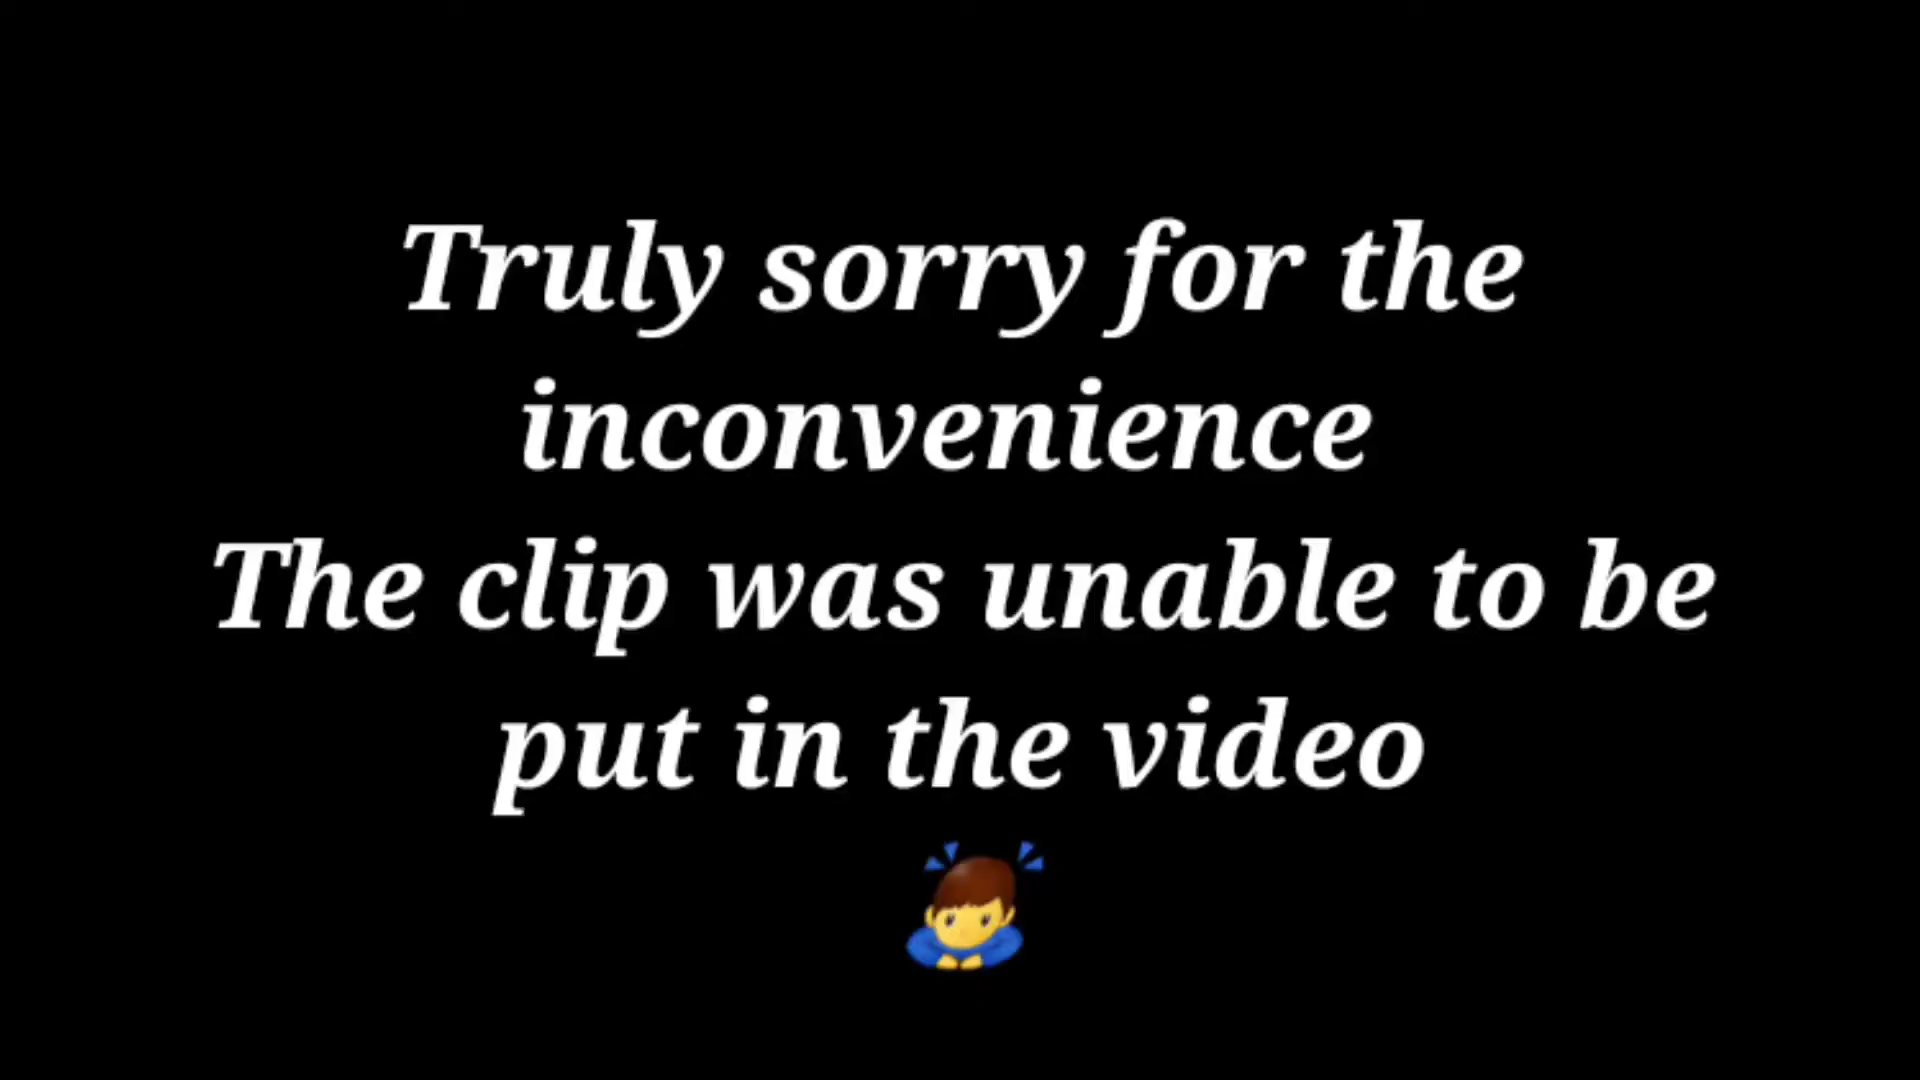 Truly sorry for the
inconvenience
The clip was unable to be
put in the video
🙇‍♂️